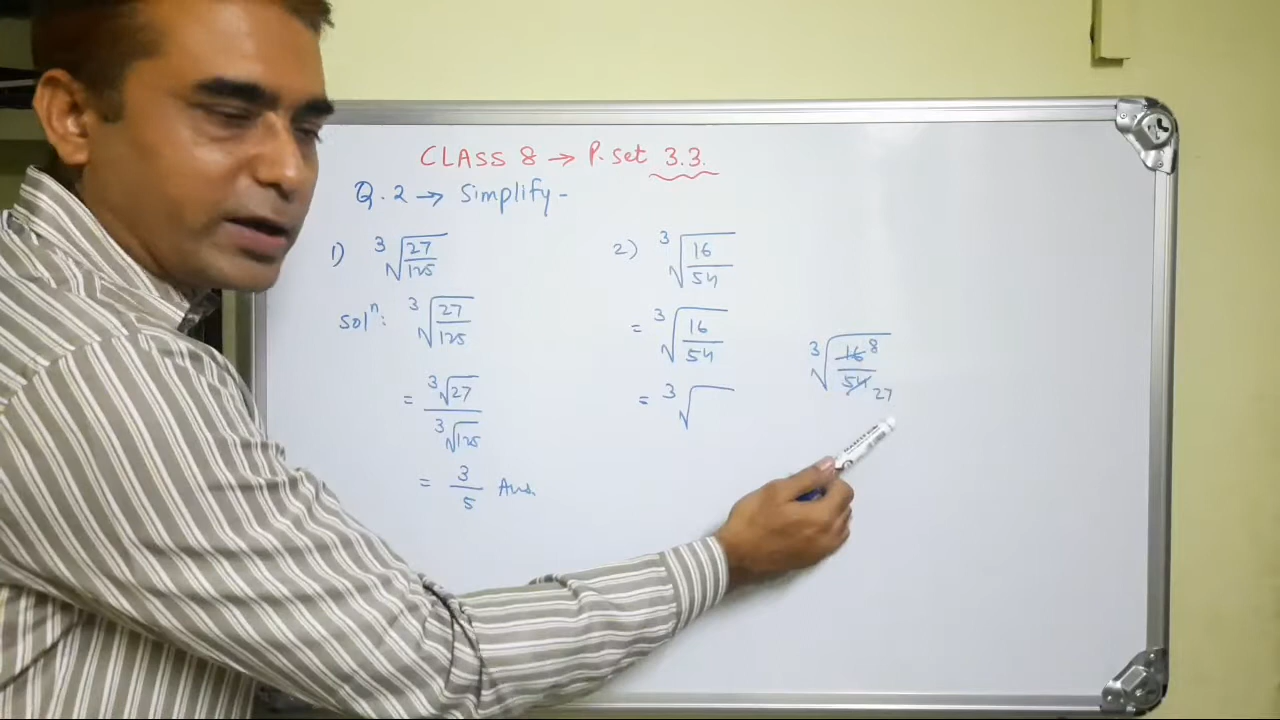 CLASS 8 → P. Set 3.3.
Q. 2 → Simplify -
1) ∛(27/125)
solⁿ: ∛(27/125)
= ∛27 / ∛125
= 3/5 Ans
2) ∛(16/54)
= ∛(16/54)
= ∛
∛(16/54) 8 27